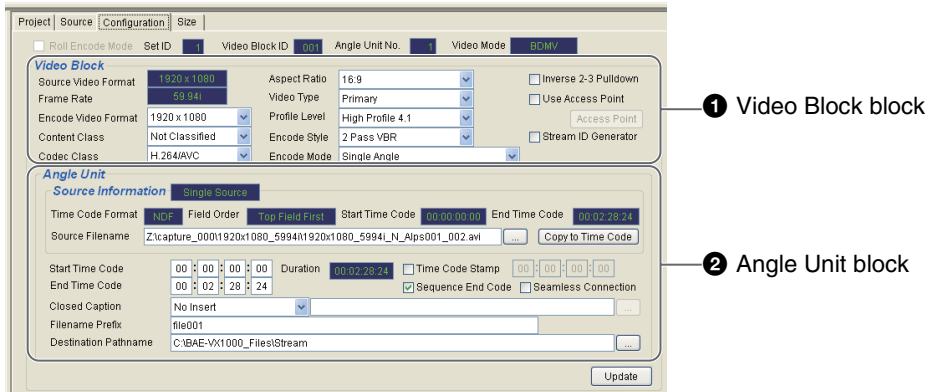 Project Source Configuration Size
Roll Encode Mode Set ID 1 Video Block ID 001 Angle Unit No. 1 Video Mode BDMV
Video Block
Source Video Format 1920 x 1080 Aspect Ratio 16:9 Inverse 2-3 Pulldown
Frame Rate 59.94i Video Type Primary Use Access Point
Encode Video Format 1920 x 1080 Profile Level High Profile 4.1 Access Point
Content Class Not Classified Encode Style 2 Pass VBR Stream ID Generator
Codec Class H.264/AVC Encode Mode Single Angle
1 Video Block block
Angle Unit
Source Information Single Source
Time Code Format NDF Field Order Top Field First Start Time Code 00:00:00:00 End Time Code 00:02:28:24
Source Filename Z:\capture_000\1920x1080_5994i\1920x1080_5994i_N_Alps001_002.avi ... Copy to Time Code
Start Time Code 00 : 00 : 00 : 00 Duration 00:02:28:24 Time Code Stamp 00 : 00 : 00 : 00
End Time Code 00 : 02 : 28 : 24 Sequence End Code Seamless Connection
Closed Caption No Insert ...
Filename Prefix file001
Destination Pathname C:\BAE-VX1000_Files\Stream ...
2 Angle Unit block
Update